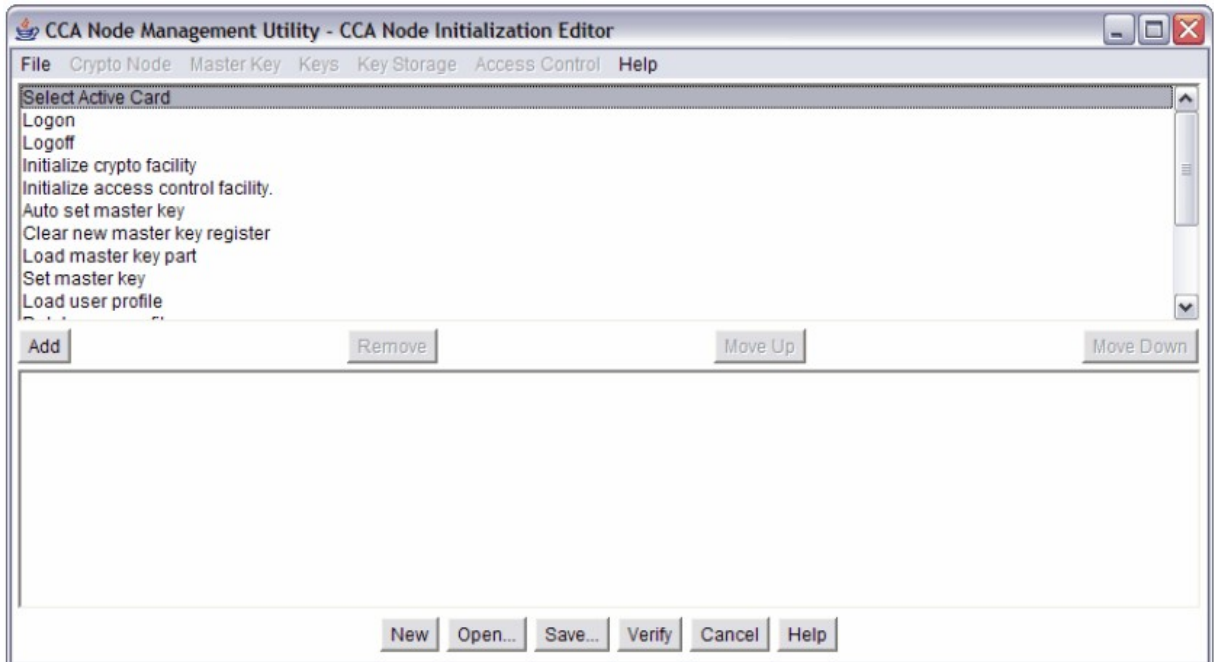 CCA Node Management Utility - CCA Node Initialization Editor
File Crypto Node Master Key Keys Key Storage Access Control Help
Select Active Card
Logon
Logoff
Initialize crypto facility
Initialize access control facility.
Auto set master key
Clear new master key register
Load master key part
Set master key
Load user profile
Add Remove Move Up Move Down
New Open... Save... Verify Cancel Help